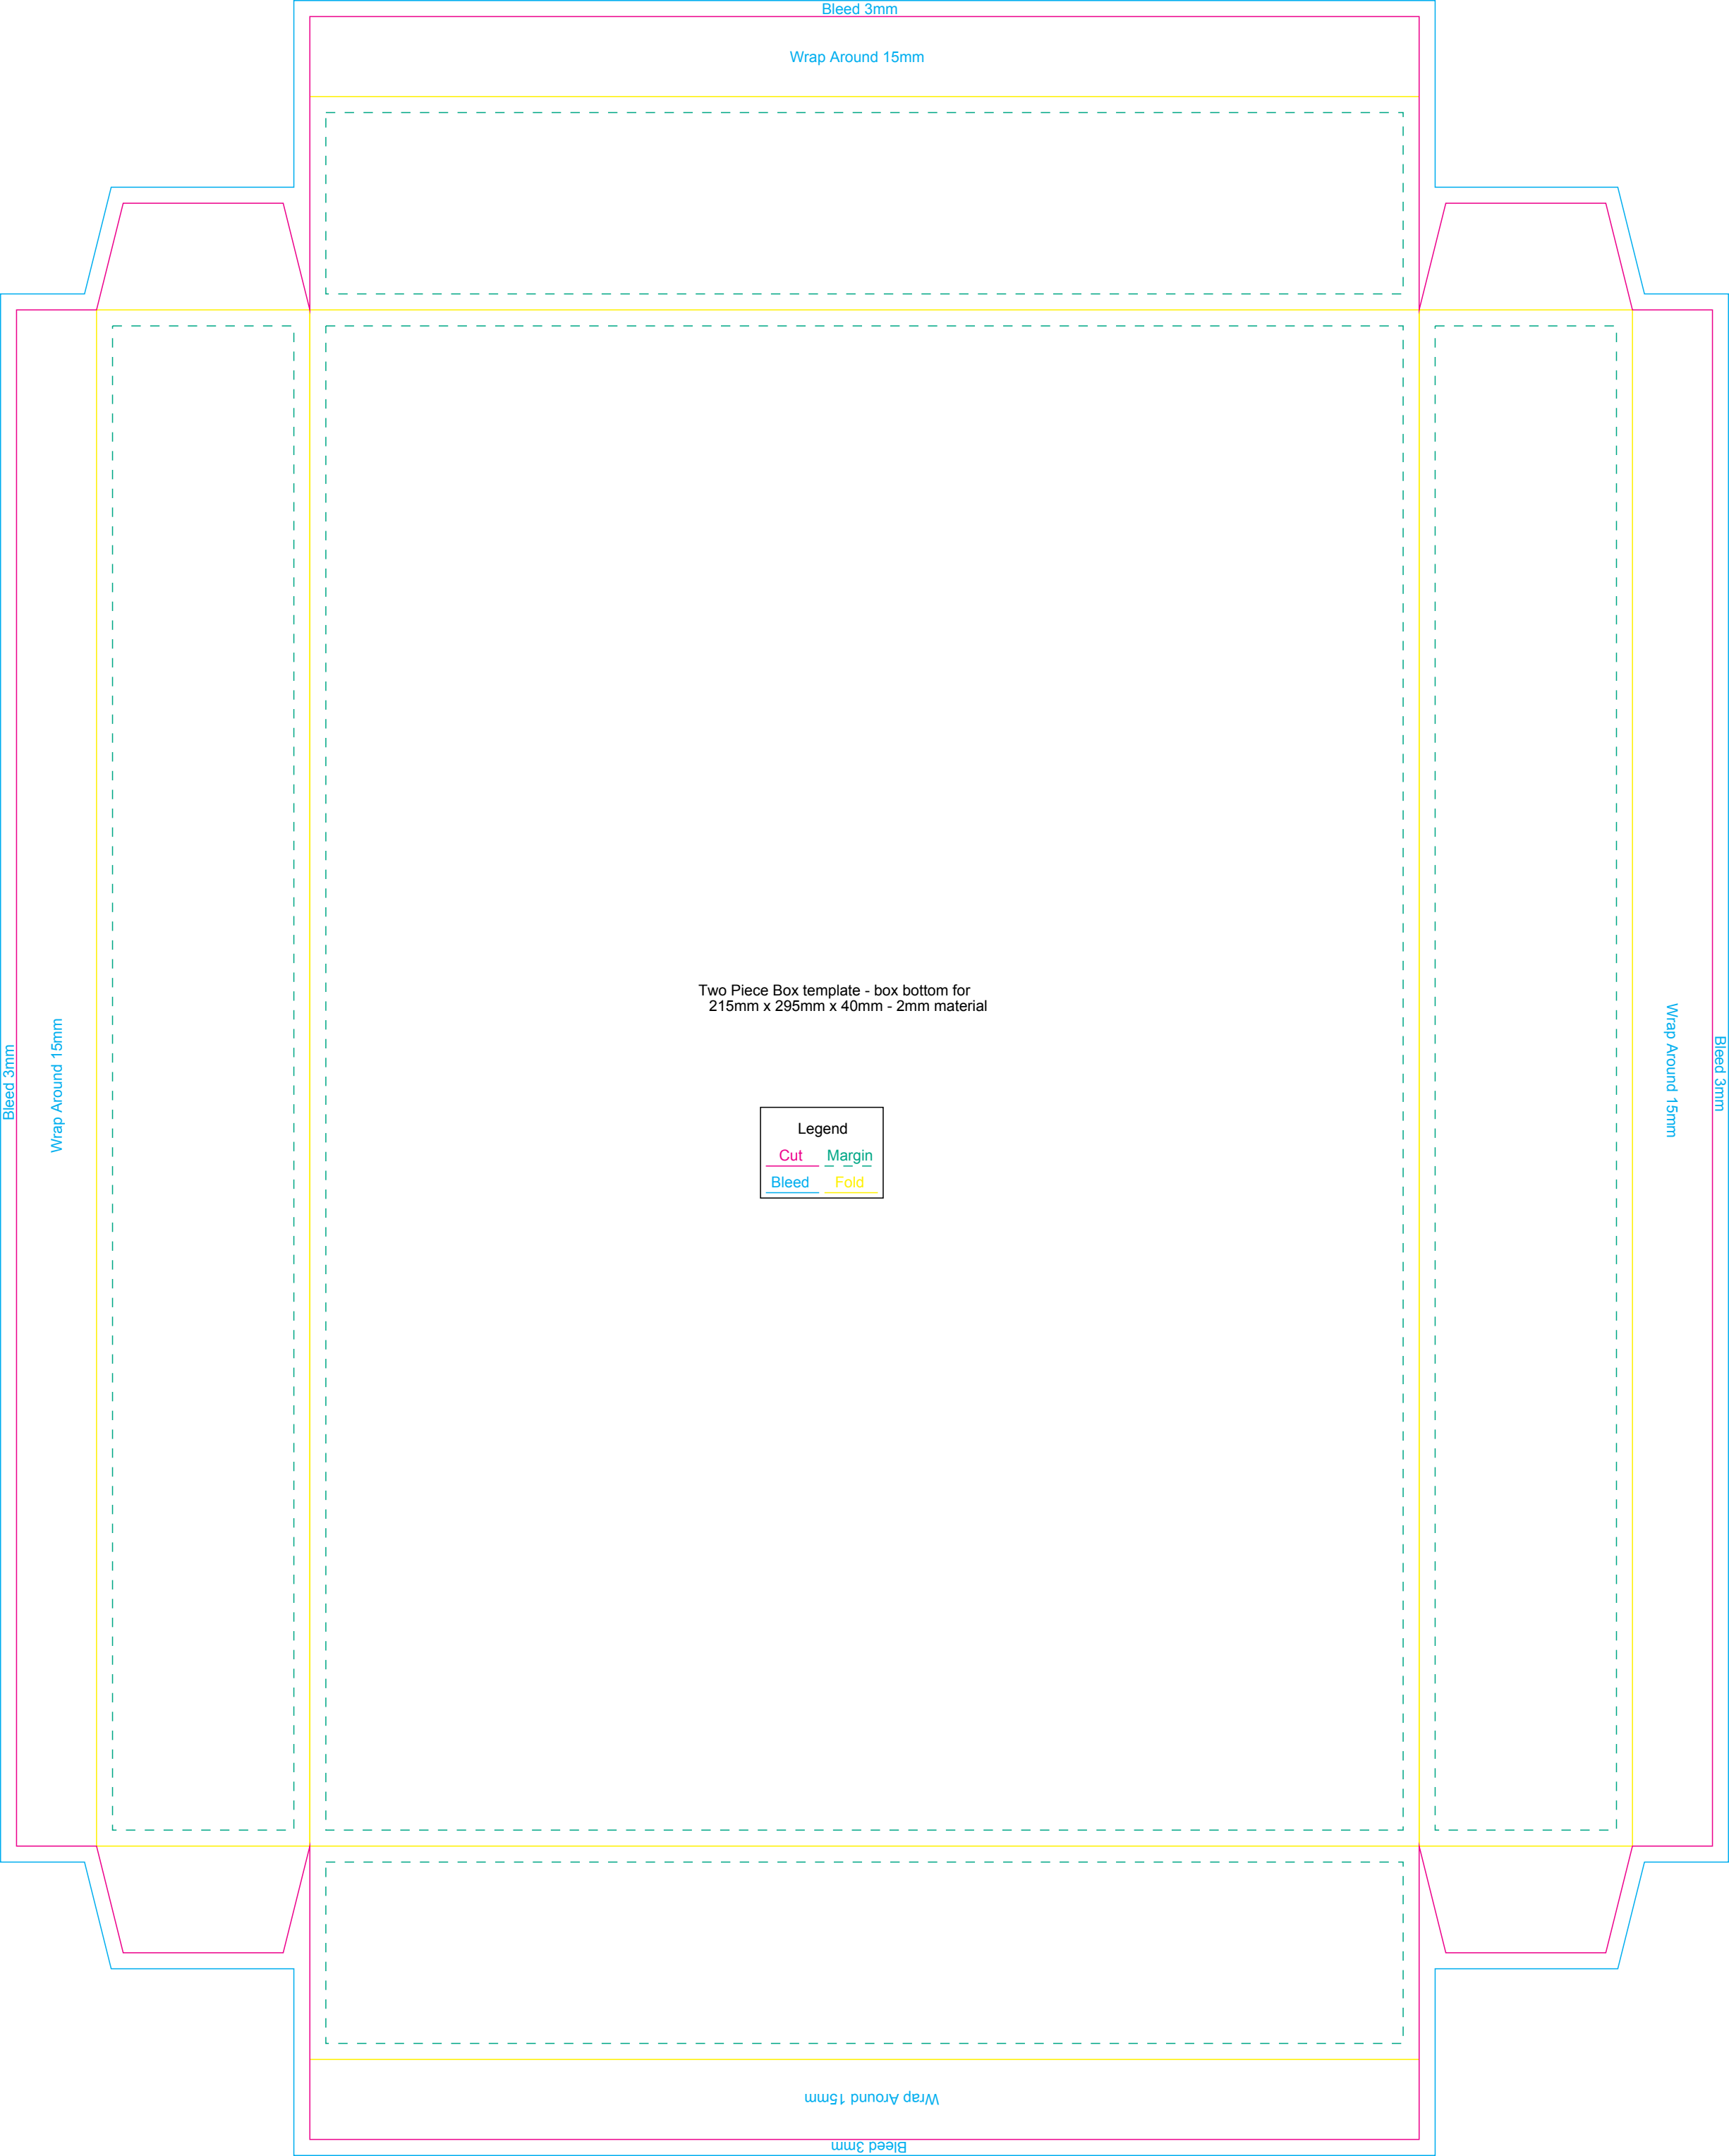 Bleed 3mm
Wrap Around 15mm
Two Piece Box template - box bottom for
215mm x 295mm x 40mm - 2mm material
Bleed 3mm
Wrap Around 15mm
Wrap Around 15mm
Bleed 3mm
Legend
Cut Margin
Bleed Fold
Wrap Around 15mm
Bleed 3mm